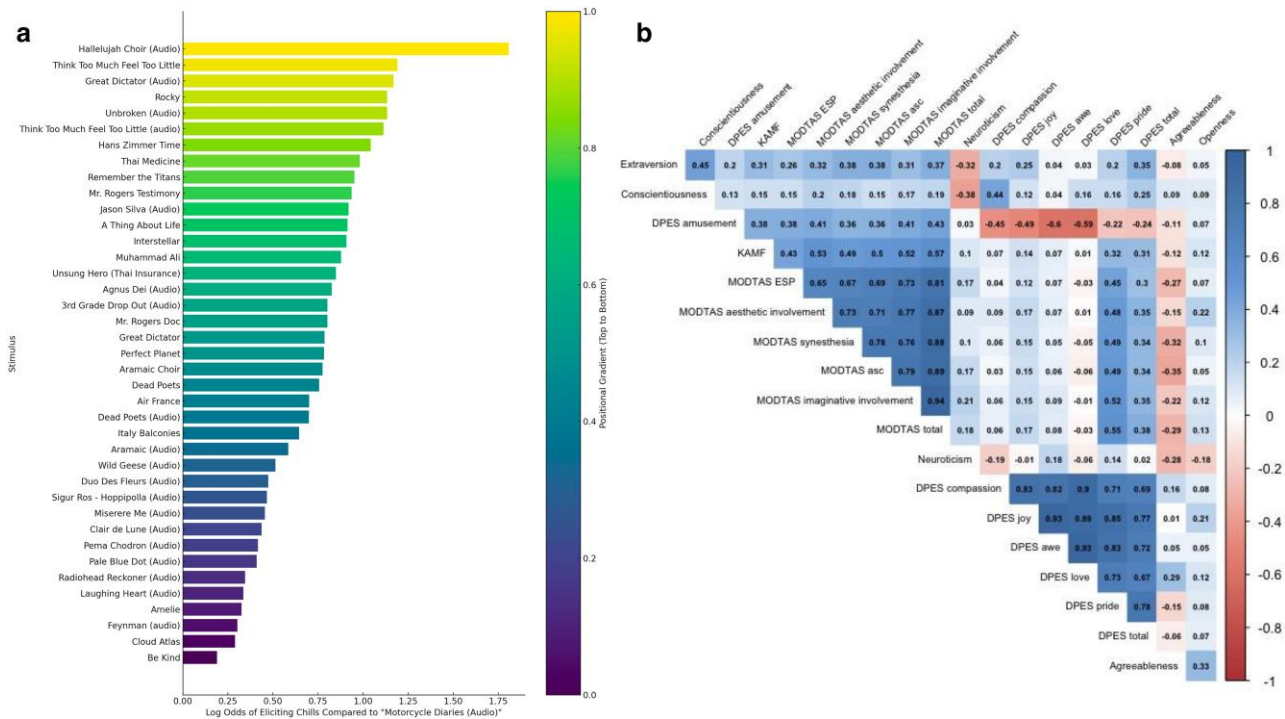 a
Hallelujah Choir (Audio)
Think Too Much Feel Too Little
Great Dictator (Audio)
Rocky
Unbroken (Audio)
Think Too Much Feel Too Little (audio)
Hans Zimmer Time
Thai Medicine
Remember the Titans
Mr. Rogers Testimony
Jason Silva (Audio)
A Thing About Life
Interstellar
Muhammar Ali
Unsung Hero (Thai Insurance)
Agnus Dei (Audio)
3rd Grade Drop Out (Audio)
Mr. Rogers Doc
Great Dictator
Perfect Planet
Aramaic Choir
Dead Poets
Air France
Dead Poets (Audio)
Italy Balconies
Aramaic (Audio)
Wild Geese (Audio)
Duo Des Fleurs (Audio)
Sigur Ros - Hoppipolla (Audio)
Miserere Me (Audio)
Clair de Lune (Audio)
Pema Chodron (Audio)
Pale Blue Dot (Audio)
Radiohead Reckoner (Audio)
Laughing Heart (Audio)
Amelie
Feynman (audio)
Cloud Atlas
Be Kind
Stimulus
0.00 0.25 0.50 0.75 1.00 1.25 1.50 1.75
Log Odds of Eliciting Chills Compared to "Motorcycle Diaries (Audio)"
1.0
0.8
0.6
0.4
0.2
0.0
Positional Gradient (Top to Bottom)
b
Conscientiousness
DPES amusement
KAMF
MODTAS ESP
MODTAS aesthetic involvement
MODTAS synesthesia
MODTAS asc
MODTAS imaginative involvement
MODTAS total
Neuroticism
DPES compassion
DPES joy
DPES awe
DPES love
DPES pride
DPES total
Agreeableness
Openness
Extraversion 0.45 0.2 0.31 0.26 0.32 0.38 0.38 0.31 0.37 -0.32 0.2 0.25 0.04 0.03 0.2 0.35 -0.08 0.05
Conscientiousness 0.13 0.15 0.15 0.2 0.18 0.15 0.17 0.19 -0.38 0.44 0.12 0.04 0.16 0.16 0.25 0.09 0.09
DPES amusement 0.38 0.38 0.41 0.36 0.36 0.41 0.43 0.03 -0.45 -0.49 -0.6 -0.59 -0.22 -0.24 -0.11 0.07
KAMF 0.43 0.53 0.49 0.5 0.52 0.57 0.1 0.07 0.14 0.07 0.01 0.32 0.31 -0.12 0.12
MODTAS ESP 0.65 0.67 0.69 0.73 0.81 0.17 0.04 0.12 0.07 -0.03 0.45 0.3 -0.27 0.07
MODTAS aesthetic involvement 0.73 0.71 0.77 0.87 0.09 0.09 0.17 0.07 0.01 0.48 0.35 -0.15 0.22
MODTAS synesthesia 0.78 0.76 0.88 0.1 0.06 0.15 0.05 -0.05 0.49 0.34 -0.32 0.1
MODTAS asc 0.79 0.89 0.17 0.03 0.15 0.06 -0.06 0.49 0.34 -0.35 0.05
MODTAS imaginative involvement 0.94 0.21 0.06 0.15 0.09 -0.01 0.52 0.35 -0.22 0.12
MODTAS total 0.18 0.06 0.17 0.08 -0.03 0.55 0.38 -0.29 0.13
Neuroticism -0.19 -0.01 0.18 -0.06 0.14 0.02 -0.28 -0.18
DPES compassion 0.83 0.82 0.9 0.71 0.69 0.16 0.08
DPES joy 0.93 0.89 0.85 0.77 0.01 0.21
DPES awe 0.93 0.83 0.72 0.05 0.05
DPES love 0.73 0.67 0.29 0.12
DPES pride 0.78 -0.15 0.08
DPES total -0.06 0.07
Agreeableness 0.33
1
0.8
0.6
0.4
0.2
0
-0.2
-0.4
-0.6
-0.8
-1